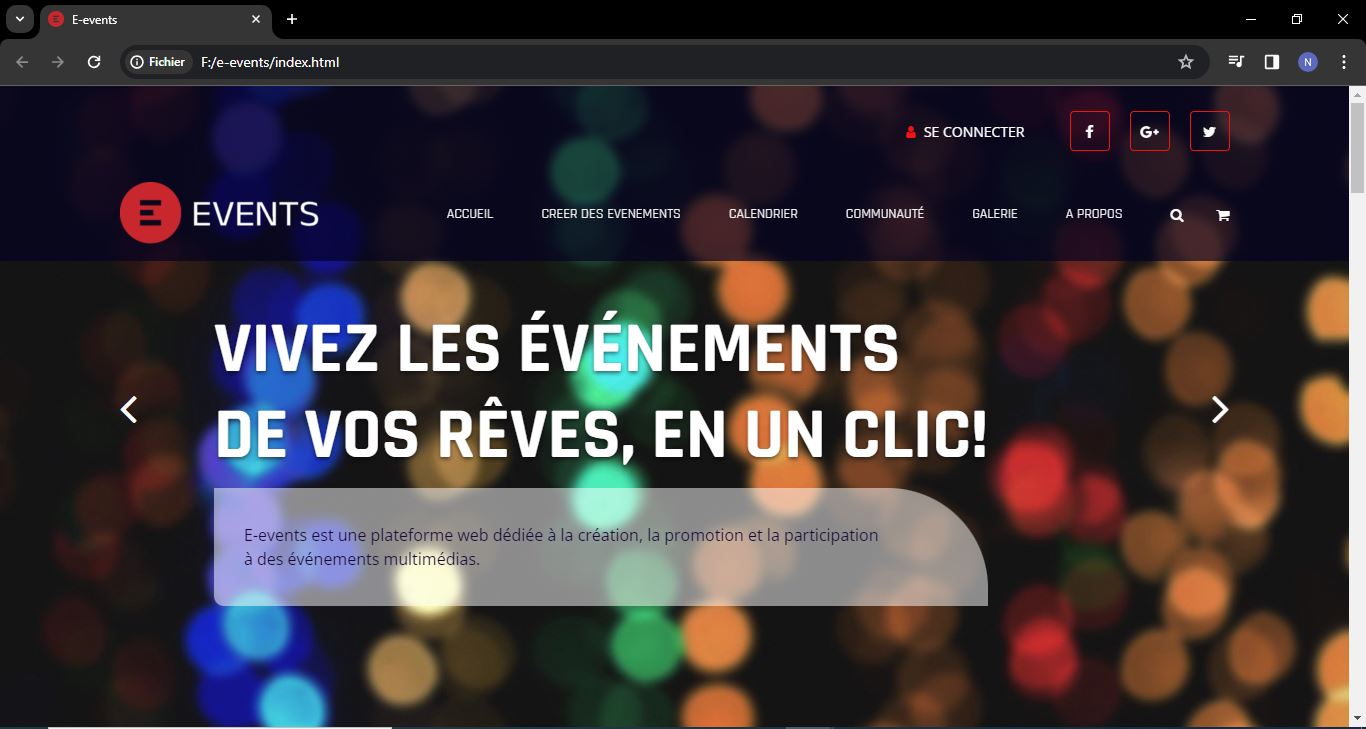 E-events
Fichier F:/e-events/index.html
N
SE CONNECTER
f G+
E EVENTS
ACCUEIL CREER DES EVENEMENTS CALENDRIER COMMUNAUTÉ GALERIE A PROPOS
VIVEZ LES ÉVÉNEMENTS
DE VOS RÊVES, EN UN CLIC!
E-events est une plateforme web dédiée à la création, la promotion et la participation
à des événements multimédias.